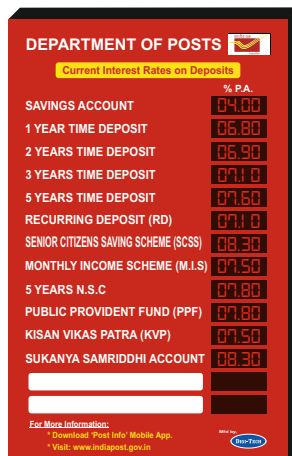 DEPARTMENT OF POSTS
Current Interest Rates on Deposits
% P.A.
SAVINGS ACCOUNT 04.00
1 YEAR TIME DEPOSIT 06.80
2 YEARS TIME DEPOSIT 06.90
3 YEARS TIME DEPOSIT 07.10
5 YEARS TIME DEPOSIT 07.60
RECURRING DEPOSIT (RD) 07.10
SENIOR CITIZENS SAVING SCHEME (SCSS) 08.30
MONTHLY INCOME SCHEME (M.I.S) 07.50
5 YEARS N.S.C 07.80
PUBLIC PROVIDENT FUND (PPF) 07.80
KISAN VIKAS PATRA (KVP) 07.50
SUKANYA SAMRIDDHI ACCOUNT 08.30
For More Information:
* Download 'Post Info' Mobile App.
* Visit: www.indiapost.gov.in
Mfd by,
DIGI-TECH